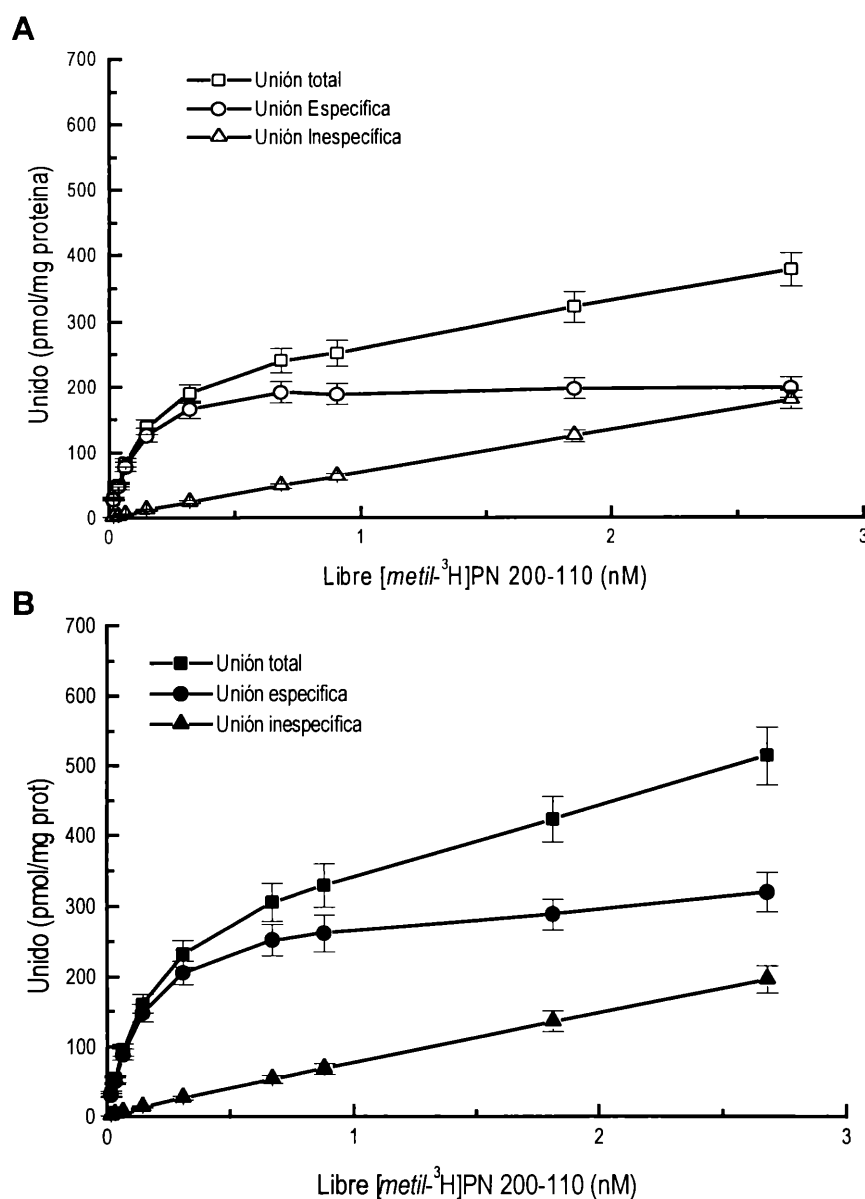 A
700
600
500
400
300
200
100
0
Unido (pmol/mg proteina)
Unión total
Unión Específica
Unión Inespecífica
0 1 2 3
Libre [metil-³H]PN 200-110 (nM)
B
700
600
500
400
300
200
100
0
Unido (pmol/mg prot)
Unión total
Unión especifica
Unión inespecifica
0 1 2 3
Libre [metil-³H]PN 200-110 (nM)